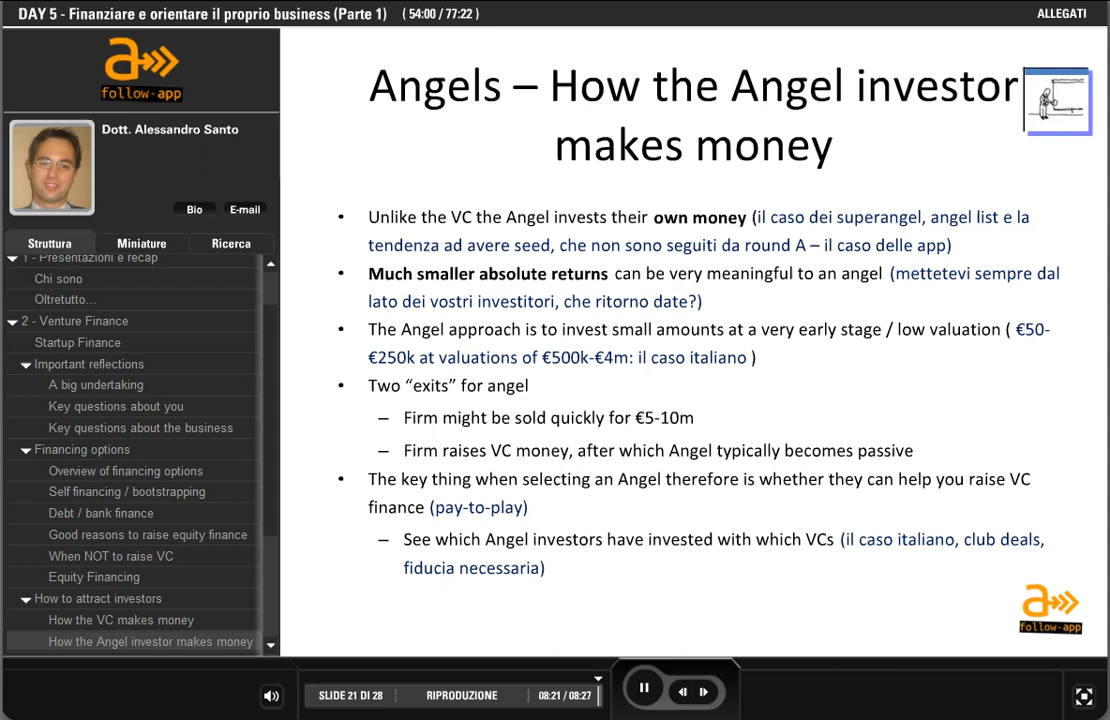 DAY 5 - Finanziare e orientare il proprio business (Parte 1) ( 54:00 / 77:22 )
ALLEGATI
a
follow-app
Dott. Alessandro Santo
Bio
E-mail
Struttura
Miniature
Ricerca
1 - Presentazioni e recap
Chi sono
Oltretutto...
2 - Venture Finance
Startup Finance
Important reflections
A big undertaking
Key questions about you
Key questions about the business
Financing options
Overview of financing options
Self financing / bootstrapping
Debt / bank finance
Good reasons to raise equity finance
When NOT to raise VC
Equity Financing
How to attract investors
How the VC makes money
How the Angel investor makes money
Angels – How the Angel investor
makes money
• Unlike the VC the Angel invests their own money (il caso dei superangel, angel list e la
tendenza ad avere seed, che non sono seguiti da round A – il caso delle app)
• Much smaller absolute returns can be very meaningful to an angel (mettetevi sempre dal
lato dei vostri investitori, che ritorno date?)
• The Angel approach is to invest small amounts at a very early stage / low valuation ( €50-
€250k at valuations of €500k-€4m: il caso italiano )
• Two “exits” for angel
– Firm might be sold quickly for €5-10m
– Firm raises VC money, after which Angel typically becomes passive
• The key thing when selecting an Angel therefore is whether they can help you raise VC
finance (pay-to-play)
– See which Angel investors have invested with which VCs (il caso italiano, club deals,
fiducia necessaria)
a
follow-app
SLIDE 21 DI 28
RIPRODUZIONE
08:21 / 08:27